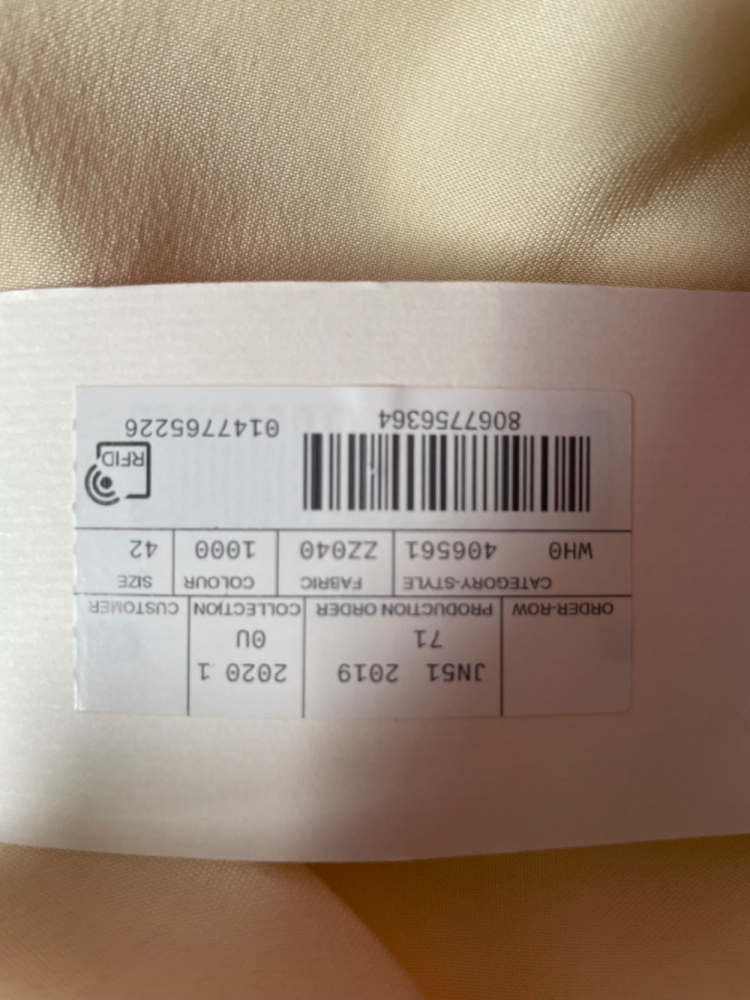 JN51 2019 2020 1
71 0U
ORDER-ROW PRODUCTION ORDER COLLECTION CUSTOMER
CATEGORY-STYLE FABRIC COLOUR SIZE
WH0 406561 ZZ040 1000 42
RFID
8067756364 0147765226